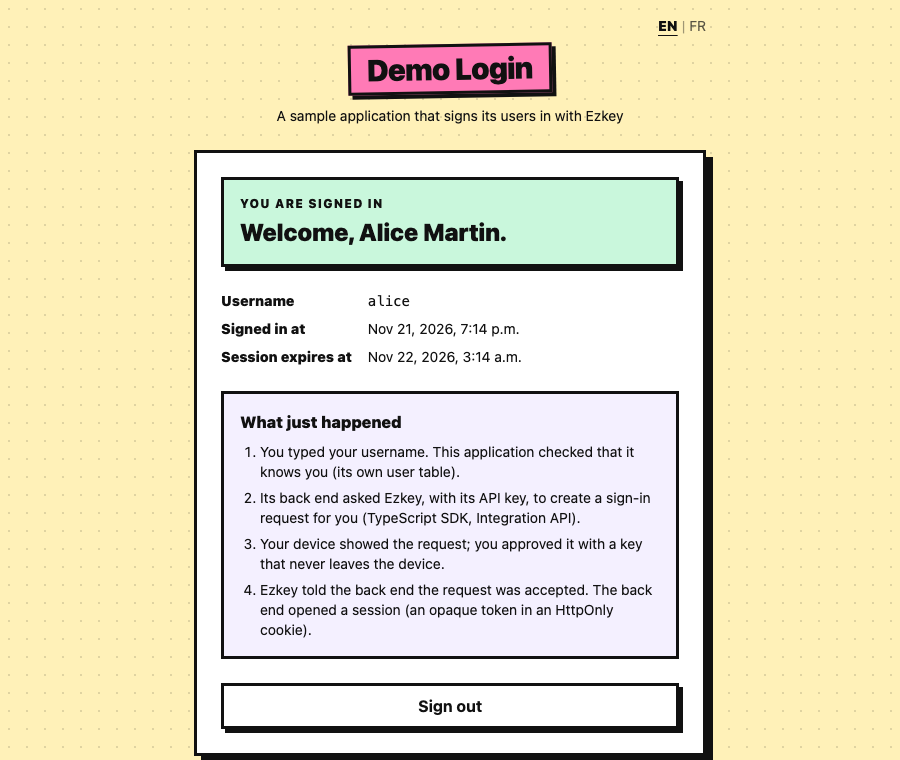 EN | FR
Demo Login
A sample application that signs its users in with Ezkey
YOU ARE SIGNED IN
Welcome, Alice Martin.
Username alice
Signed in at Nov 21, 2026, 7:14 p.m.
Session expires at Nov 22, 2026, 3:14 a.m.
What just happened
1. You typed your username. This application checked that it
knows you (its own user table).
2. Its back end asked Ezkey, with its API key, to create a sign-in
request for you (TypeScript SDK, Integration API).
3. Your device showed the request; you approved it with a key
that never leaves the device.
4. Ezkey told the back end the request was accepted. The back
end opened a session (an opaque token in an HttpOnly
cookie).
Sign out